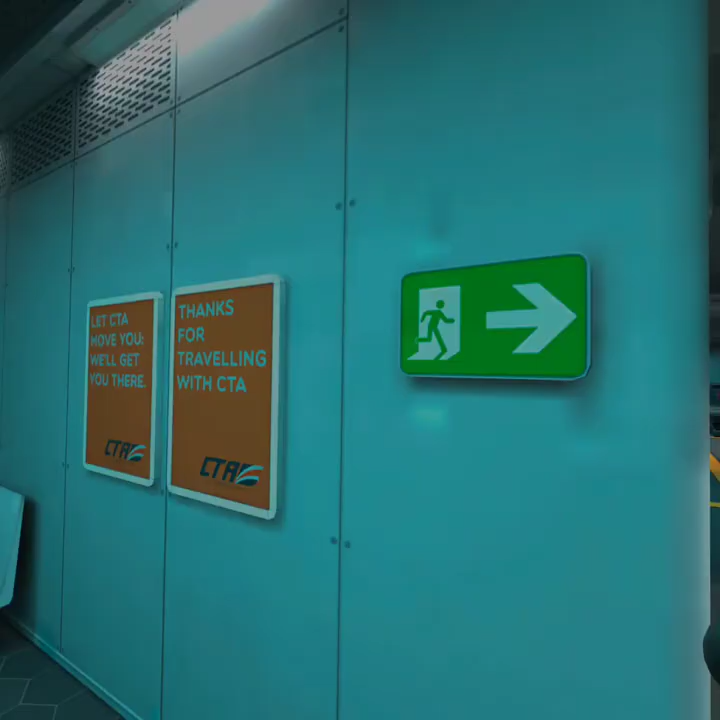 LET CTA
MOVE YOU:
WE'LL GET
YOU THERE.
CTA
THANKS
FOR
TRAVELLING
WITH CTA
CTA